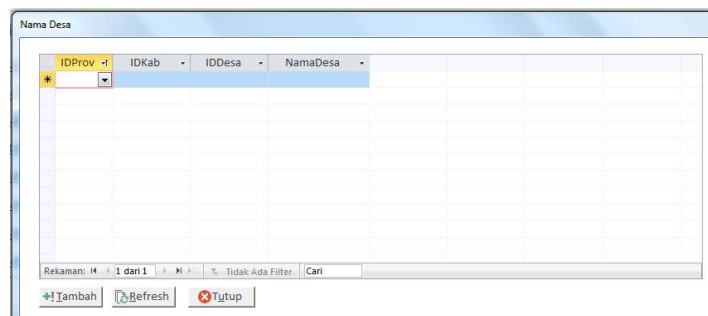 Nama Desa
IDProv IDKab IDDesa NamaDesa
Rekaman: 1 dari 1 Tidak Ada Filter Cari
Tambah Refresh Tutup